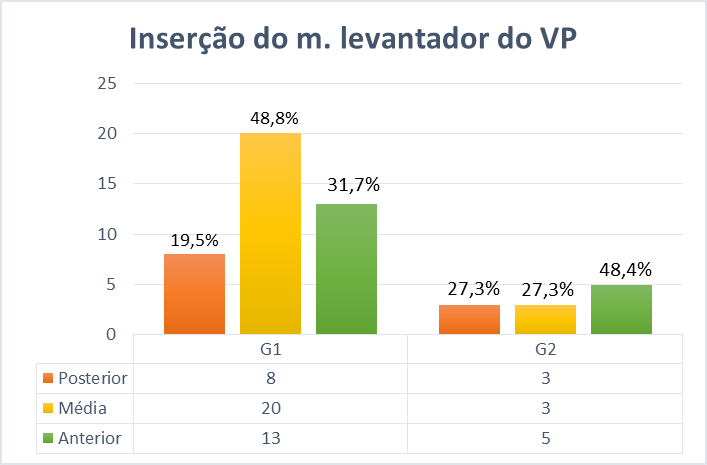 Inserção do m. levantador do VP
25
20
15
10
5
0
19,5%
48,8%
31,7%
27,3%
27,3%
48,4%
G1 G2
Posterior 8 3
Média 20 3
Anterior 13 5